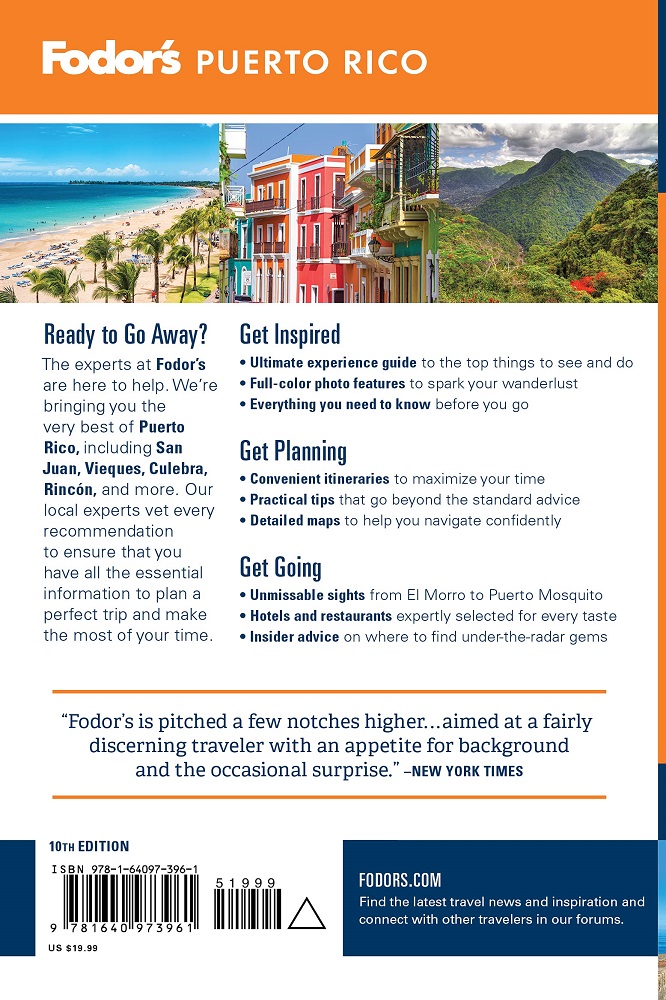 Fodor's PUERTO RICO
Ready to Go Away?
The experts at Fodor's
are here to help. We're
bringing you the
very best of Puerto
Rico, including San
Juan, Vieques, Culebra,
Rincón, and more. Our
local experts vet every
recommendation
to ensure that you
have all the essential
information to plan a
perfect trip and make
the most of your time.
Get Inspired
• Ultimate experience guide to the top things to see and do
• Full-color photo features to spark your wanderlust
• Everything you need to know before you go
Get Planning
• Convenient itineraries to maximize your time
• Practical tips that go beyond the standard advice
• Detailed maps to help you navigate confidently
Get Going
• Unmissable sights from El Morro to Puerto Mosquito
• Hotels and restaurants expertly selected for every taste
• Insider advice on where to find under-the-radar gems
“Fodor's is pitched a few notches higher…aimed at a fairly
discerning traveler with an appetite for background
and the occasional surprise.” –NEW YORK TIMES
10TH EDITION
ISBN 978-1-64097-396-1
51999
9 781640 973961
US $19.99
FODORS.COM
Find the latest travel news and inspiration and
connect with other travelers in our forums.